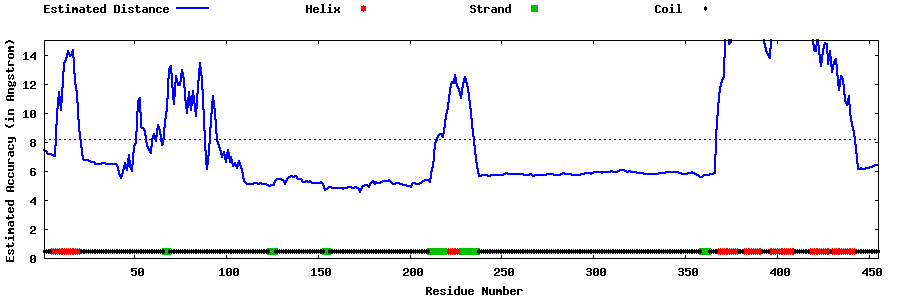 Estimated Distance Helix Strand Coil
Estimated Accuracy (in Angstrom)
14
12
10
8
6
4
2
0
50 100 150 200 250 300 350 400 450
Residue Number